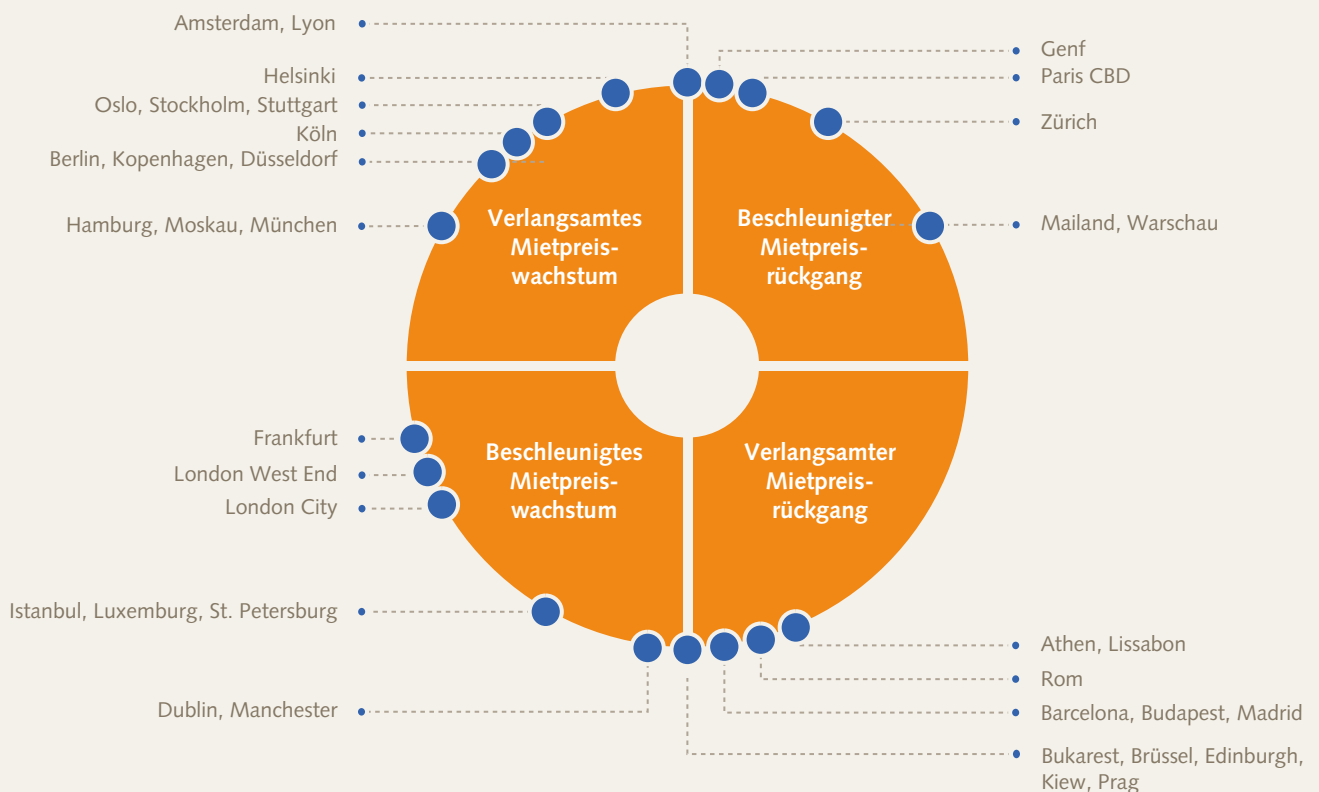 Amsterdam, Lyon
Helsinki
Oslo, Stockholm, Stuttgart
Köln
Berlin, Kopenhagen, Düsseldorf
Hamburg, Moskau, München
Frankfurt
London West End
London City
Istanbul, Luxemburg, St. Petersburg
Dublin, Manchester
Verlangsamtes
Mietpreis-
wachstum
Beschleunigter
Mietpreis-
rückgang
Beschleunigtes
Mietpreis-
wachstum
Verlangsamter
Mietpreis-
rückgang
Genf
Paris CBD
Zürich
Mailand, Warschau
Athen, Lissabon
Rom
Barcelona, Budapest, Madrid
Bukarest, Brüssel, Edinburgh,
Kiew, Prag